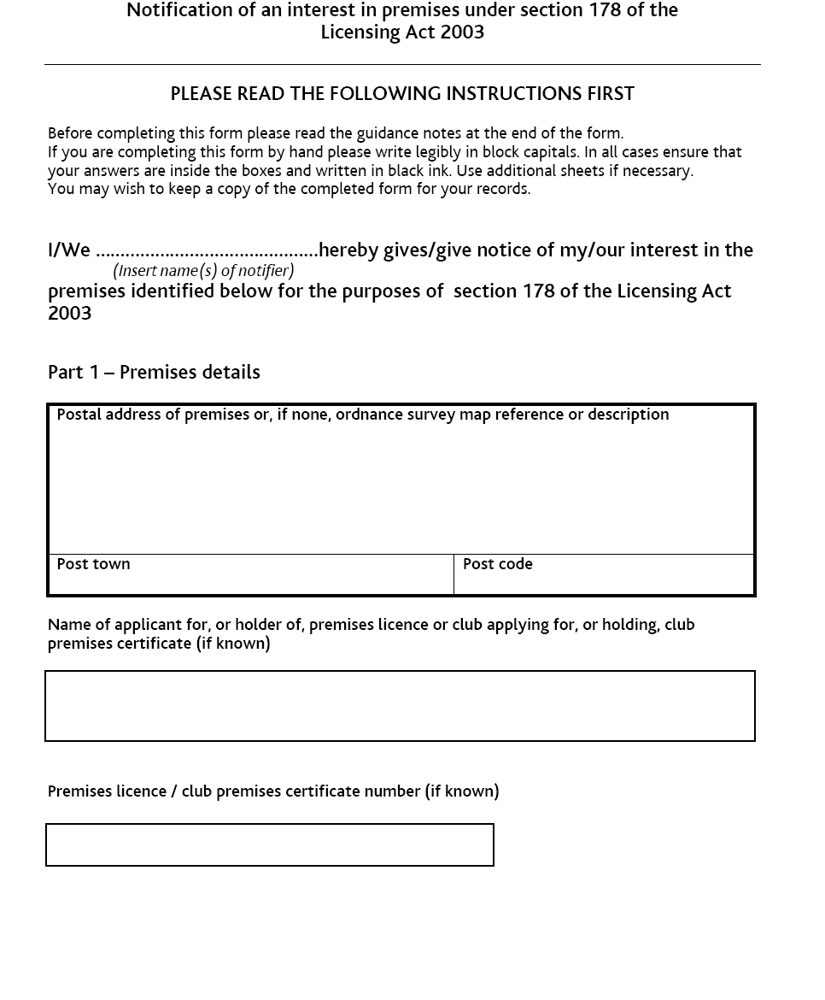 Notification of an interest in premises under section 178 of the
Licensing Act 2003
PLEASE READ THE FOLLOWING INSTRUCTIONS FIRST
Before completing this form please read the guidance notes at the end of the form.
If you are completing this form by hand please write legibly in block capitals. In all cases ensure that
your answers are inside the boxes and written in black ink. Use additional sheets if necessary.
You may wish to keep a copy of the completed form for your records.
I/We .............................................hereby gives/give notice of my/our interest in the
(Insert name(s) of notifier)
premises identified below for the purposes of  section 178 of the Licensing Act
2003
Part 1 – Premises details
Postal address of premises or, if none, ordnance survey map reference or description
Post town
Post code
Name of applicant for, or holder of, premises licence or club applying for, or holding, club
premises certificate (if known)
Premises licence / club premises certificate number (if known)